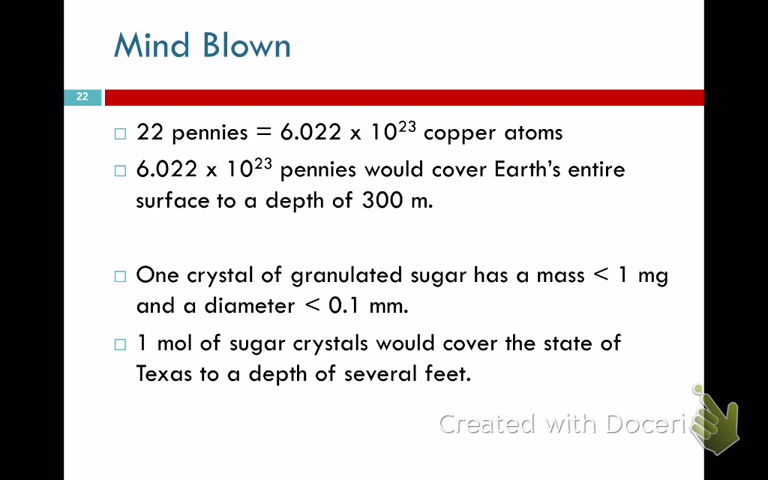 Mind Blown
22
22 pennies = 6.022 x 10²³ copper atoms
6.022 x 10²³ pennies would cover Earth's entire
surface to a depth of 300 m.
One crystal of granulated sugar has a mass < 1 mg
and a diameter < 0.1 mm.
1 mol of sugar crystals would cover the state of
Texas to a depth of several feet.
Created with Doceri